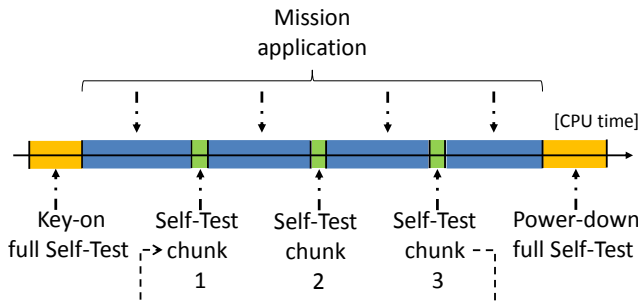 Mission
application
[CPU time]
Key-on
full Self-Test
Self-Test
chunk
1
Self-Test
chunk
2
Self-Test
chunk
3
Power-down
full Self-Test